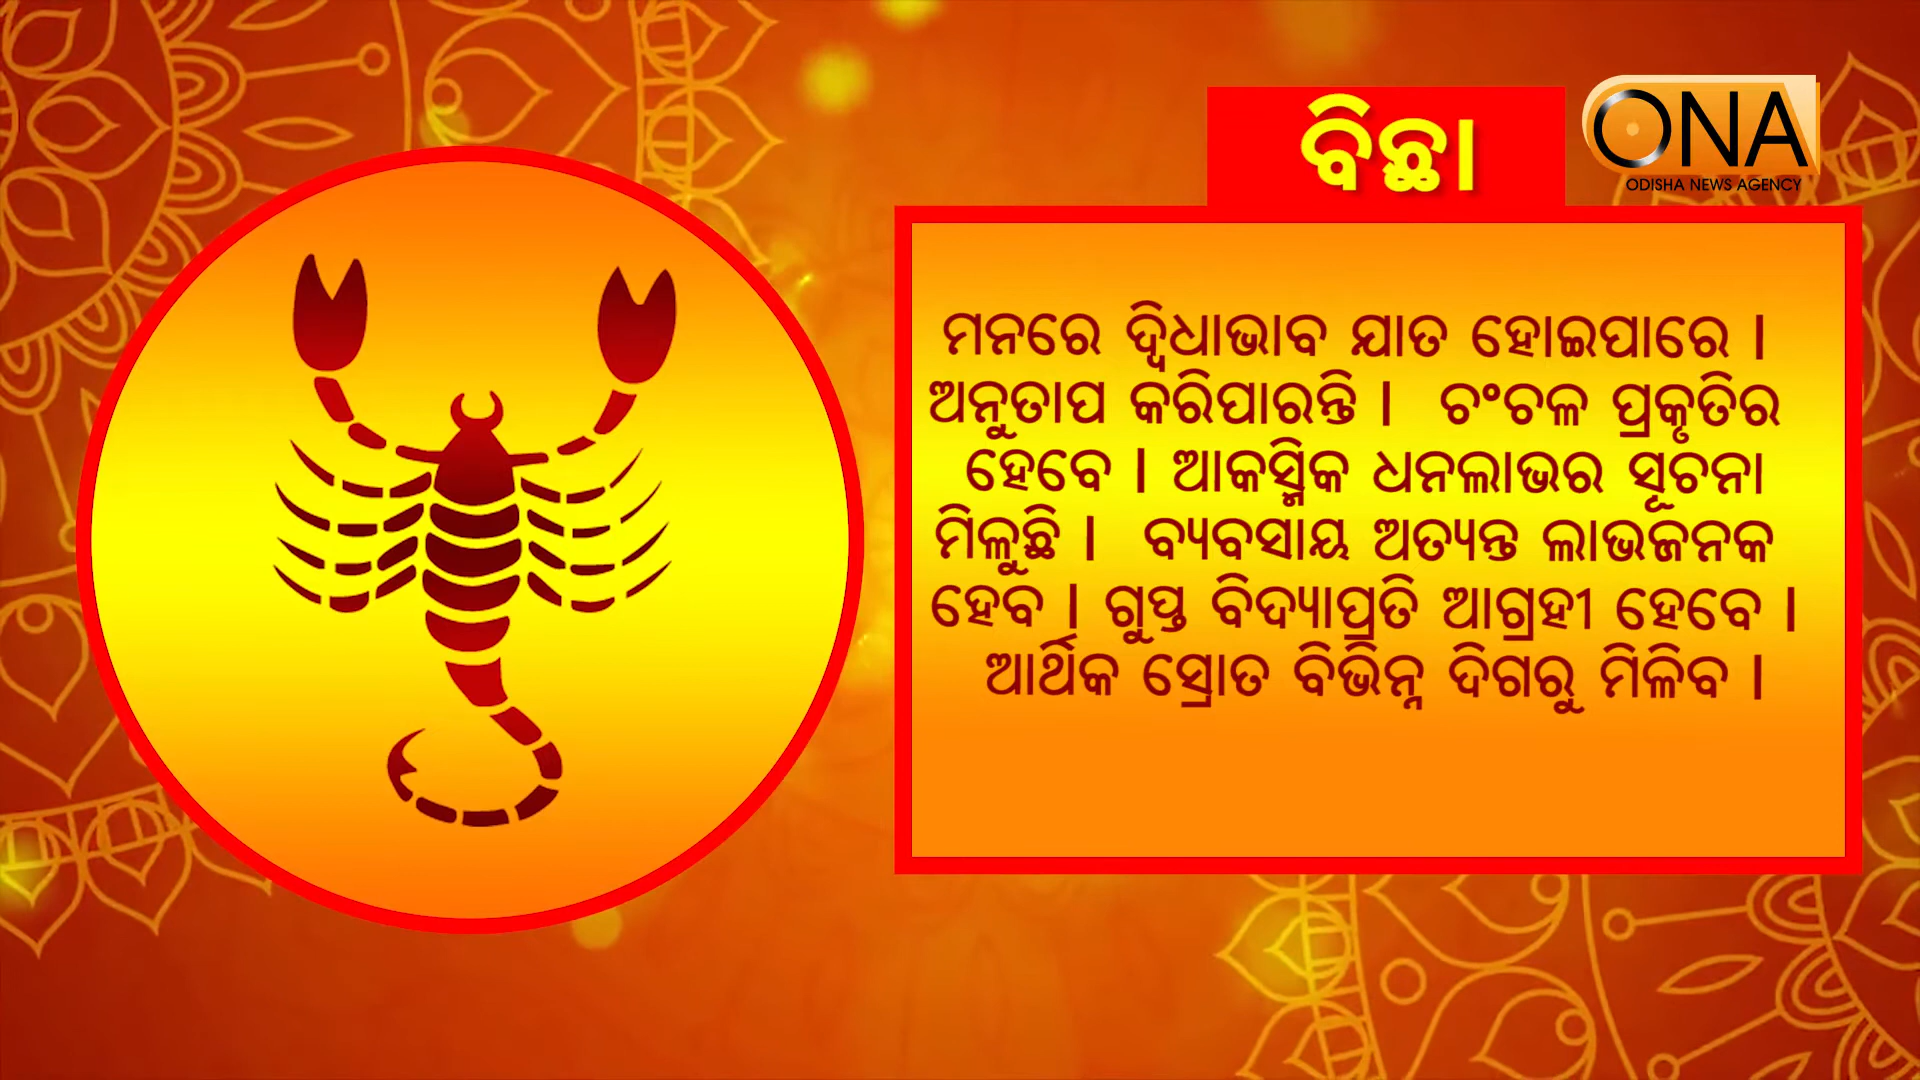 ବିଛା
ONA
ODISHA NEWS AGENCY
ମନରେ ଦ୍ୱିଧାଭାବ ଯାତ ହୋଇପାରେ ।
ଅନୁତାପ କରିପାରନ୍ତି । ଚଂଚଳ ପ୍ରକୃତିର
ହେବେ । ଆକସ୍ମିକ ଧନଲାଭର ସୂଚନା
ମିଳୁଛି । ବ୍ୟବସାୟ ଅତ୍ୟନ୍ତ ଲାଭଜନକ
ହେବ । ଗୁପ୍ତ ବିଦ୍ୟାପ୍ରତି ଆଗ୍ରହୀ ହେବେ ।
ଆର୍ଥିକ ସ୍ରୋତ ବିଭିନ୍ନ ଦିଗରୁ ମିଳିବ ।